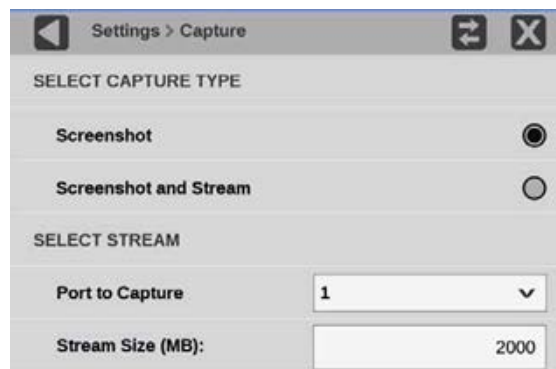 Settings > Capture
SELECT CAPTURE TYPE
Screenshot
Screenshot and Stream
SELECT STREAM
Port to Capture 1
Stream Size (MB): 2000